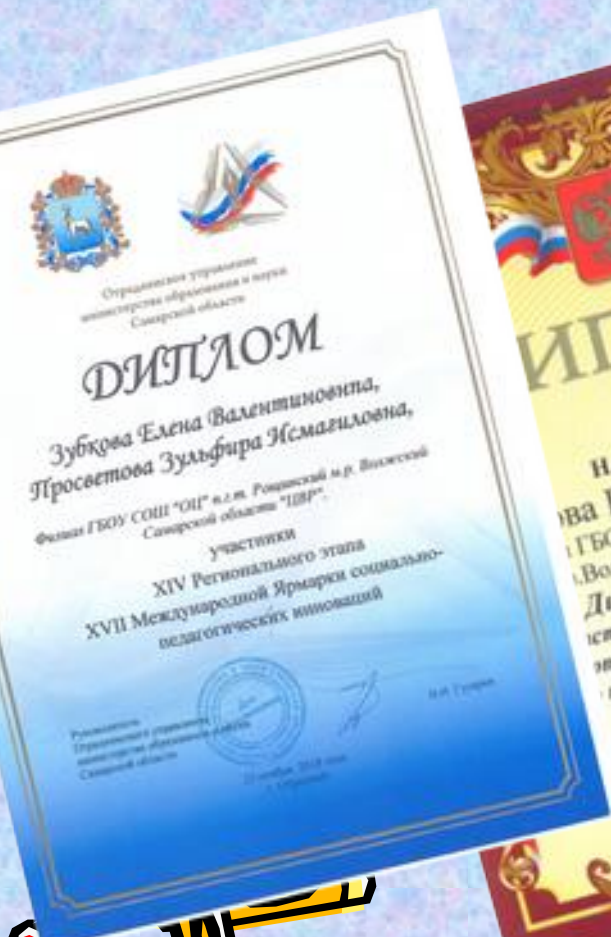 Отрадненское управление
министерства образования и науки
Самарской области
ДИПЛОМ
Зубкова Елена Валентиновнпа,
Просветова Зульфира Исмагиловна,
Филиал ГБОУ СОШ "ОЦ" п.г.т. Рощинский м.р. Волжский
Самарской области "ЦВР".
участники
XIV Регионального этапа
XVII Международной Ярмарки социально-
педагогических инноваций
Руководитель
Отрадненского управления
министерства образования и науки
Самарской области